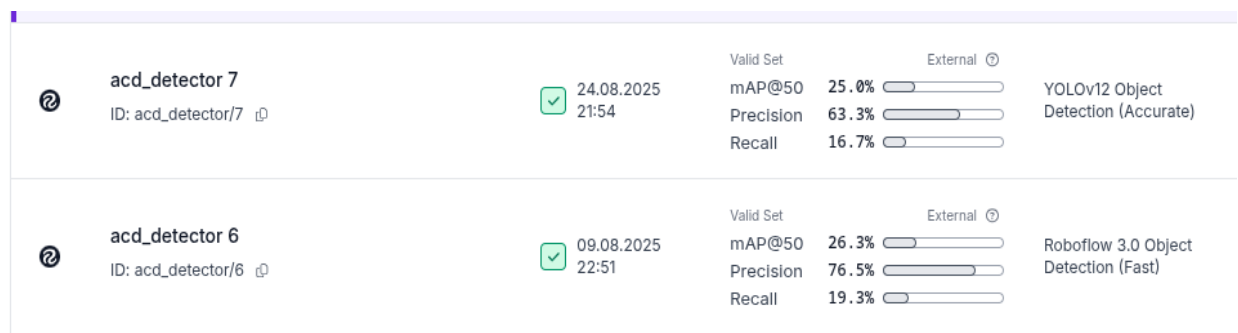 acd_detector 7
ID: acd_detector/7
24.08.2025
21:54
Valid Set External
mAP@50 25.0%
Precision 63.3%
Recall 16.7%
YOLOv12 Object
Detection (Accurate)
acd_detector 6
ID: acd_detector/6
09.08.2025
22:51
Valid Set External
mAP@50 26.3%
Precision 76.5%
Recall 19.3%
Roboflow 3.0 Object
Detection (Fast)